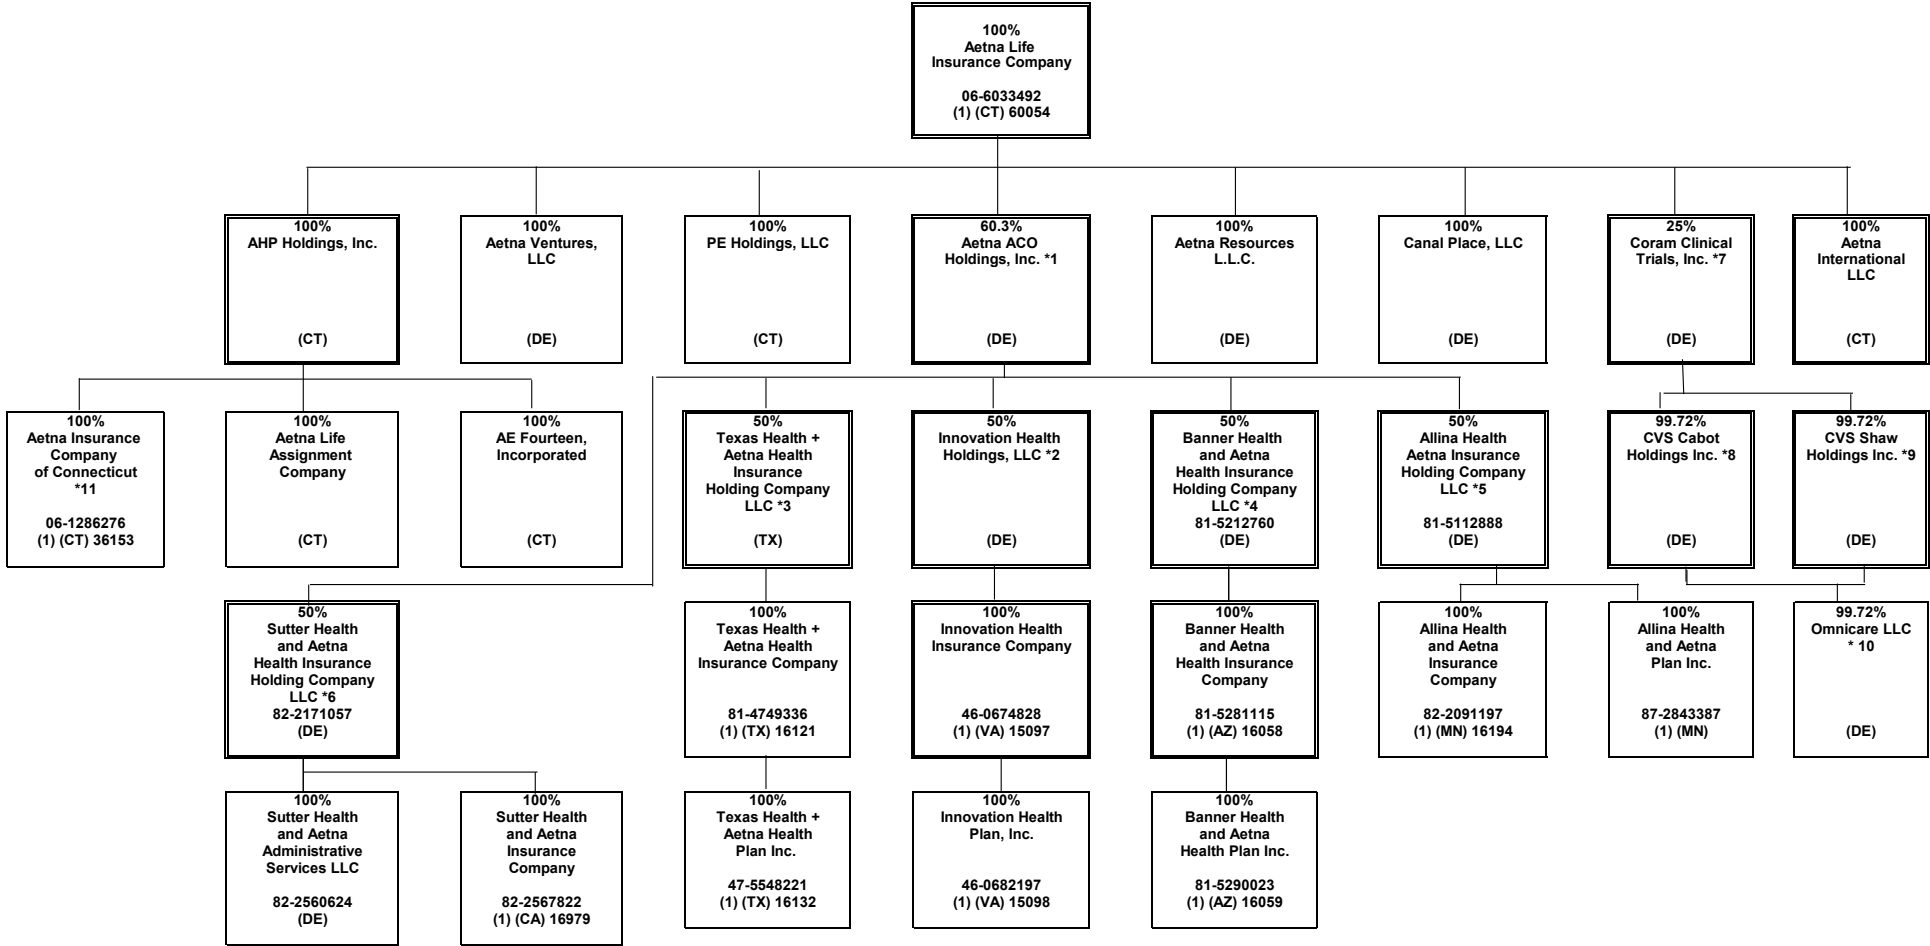 100%
Aetna Life
Insurance Company
06-6033492
(1) (CT) 60054
100%
AHP Holdings, Inc.
(CT)
100%
Aetna Ventures,
LLC
(DE)
100%
PE Holdings, LLC
(CT)
60.3%
Aetna ACO
Holdings, Inc. *1
(DE)
100%
Aetna Resources
L.L.C.
(DE)
100%
Canal Place, LLC
(DE)
25%
Coram Clinical
Trials, Inc. *7
(DE)
100%
Aetna
International
LLC
(CT)
100%
Aetna Insurance
Company
of Connecticut
*11
06-1286276
(1) (CT) 36153
100%
Aetna Life
Assignment
Company
(CT)
100%
AE Fourteen,
Incorporated
(CT)
50%
Texas Health +
Aetna Health
Insurance
Holding Company
LLC *3
(TX)
50%
Innovation Health
Holdings, LLC *2
(DE)
50%
Banner Health
and Aetna
Health Insurance
Holding Company
LLC *4
81-5212760
(DE)
50%
Allina Health
Aetna Insurance
Holding Company
LLC *5
81-5112888
(DE)
99.72%
CVS Cabot
Holdings Inc. *8
(DE)
99.72%
CVS Shaw
Holdings Inc. *9
(DE)
50%
Sutter Health
and Aetna
Health Insurance
Holding Company
LLC *6
82-2171057
(DE)
100%
Texas Health +
Aetna Health
Insurance Company
81-4749336
(1) (TX) 16121
100%
Innovation Health
Insurance Company
46-0674828
(1) (VA) 15097
100%
Banner Health
and Aetna
Health Insurance
Company
81-5281115
(1) (AZ) 16058
100%
Allina Health
and Aetna
Insurance
Company
82-2091197
(1) (MN) 16194
100%
Allina Health
and Aetna
Plan Inc.
87-2843387
(1) (MN)
99.72%
Omnicare LLC
* 10
(DE)
100%
Sutter Health
and Aetna
Administrative
Services LLC
82-2560624
(DE)
100%
Sutter Health
and Aetna
Insurance
Company
82-2567822
(1) (CA) 16979
100%
Texas Health +
Aetna Health
Plan Inc.
47-5548221
(1) (TX) 16132
100%
Innovation Health
Plan, Inc.
46-0682197
(1) (VA) 15098
100%
Banner Health
and Aetna
Health Plan Inc.
81-5290023
(1) (AZ) 16059